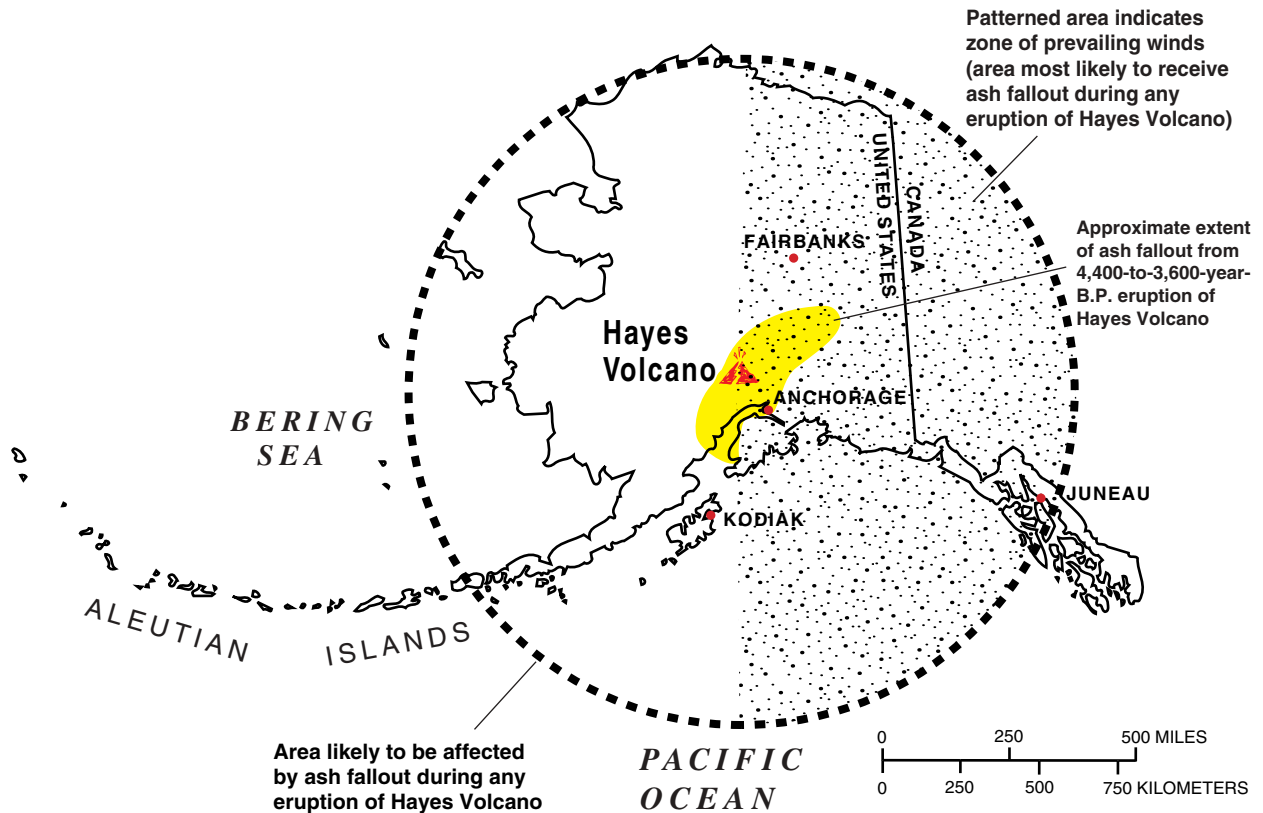 Patterned area indicates
zone of prevailing winds
(area most likely to receive
ash fallout during any
eruption of Hayes Volcano)
UNITED STATES
CANADA
FAIRBANKS
Approximate extent
of ash fallout from
4,400-to-3,600-year-
B.P. eruption of
Hayes Volcano
Hayes
Volcano
ANCHORAGE
BERING
SEA
JUNEAU
KODIAK
ALEUTIAN ISLANDS
Area likely to be affected
by ash fallout during any
eruption of Hayes Volcano
PACIFIC
OCEAN
0 250 500 MILES
0 250 500 750 KILOMETERS